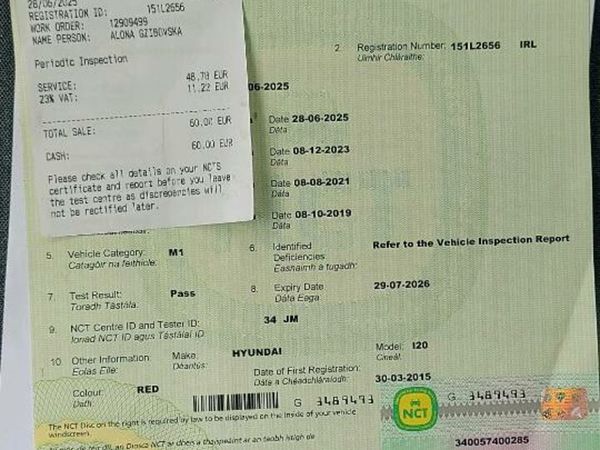 28/06/2025
REGISTRATION ID: 151L2656
WORK ORDER: 12909499
NAME PERSON: ALONA GZIBOVSKA
Periodic Inspection
SERVICE: 48.78 EUR
23% VAT: 11.22 EUR
TOTAL SALE: 60.00 EUR
CASH: 60.00 EUR
Please check all details on your NCTS
certificate and report before you leave
the test centre as discrepancies will
not be rectified later.
2. Registration Number: 151L2656 IRL
Uimhir Chláraithe:
06-2025
Date 28-06-2025
Dáta
Date 08-12-2023
Dáta
Date 08-08-2021
Dáta
Date 08-10-2019
Dáta
5. Vehicle Category: M1
Catagóir na feithicle:
6. Identified Deficiencies Refer to the Vehicle Inspection Report
Easnaimh a tugadh:
7. Test Result: Pass
Toradh Tástála:
8. Expiry Date 29-07-2026
Dáta Eaga
9. NCT Centre ID and Tester ID: 34 JM
Ionad NCT ID agus Tástálaí ID
10. Other Information: Make: HYUNDAI Model: I20
Eolas Eile: Déantús: Cineál:
Date of First Registration: 30-03-2015
Dáta a Chéadchláraigh:
Colour: RED
Dath:
G 3489493
NCT
G 3489493
The NCT Disc on the right is required by law to be displayed on the inside of your vehicle
windscreen.
340057400285